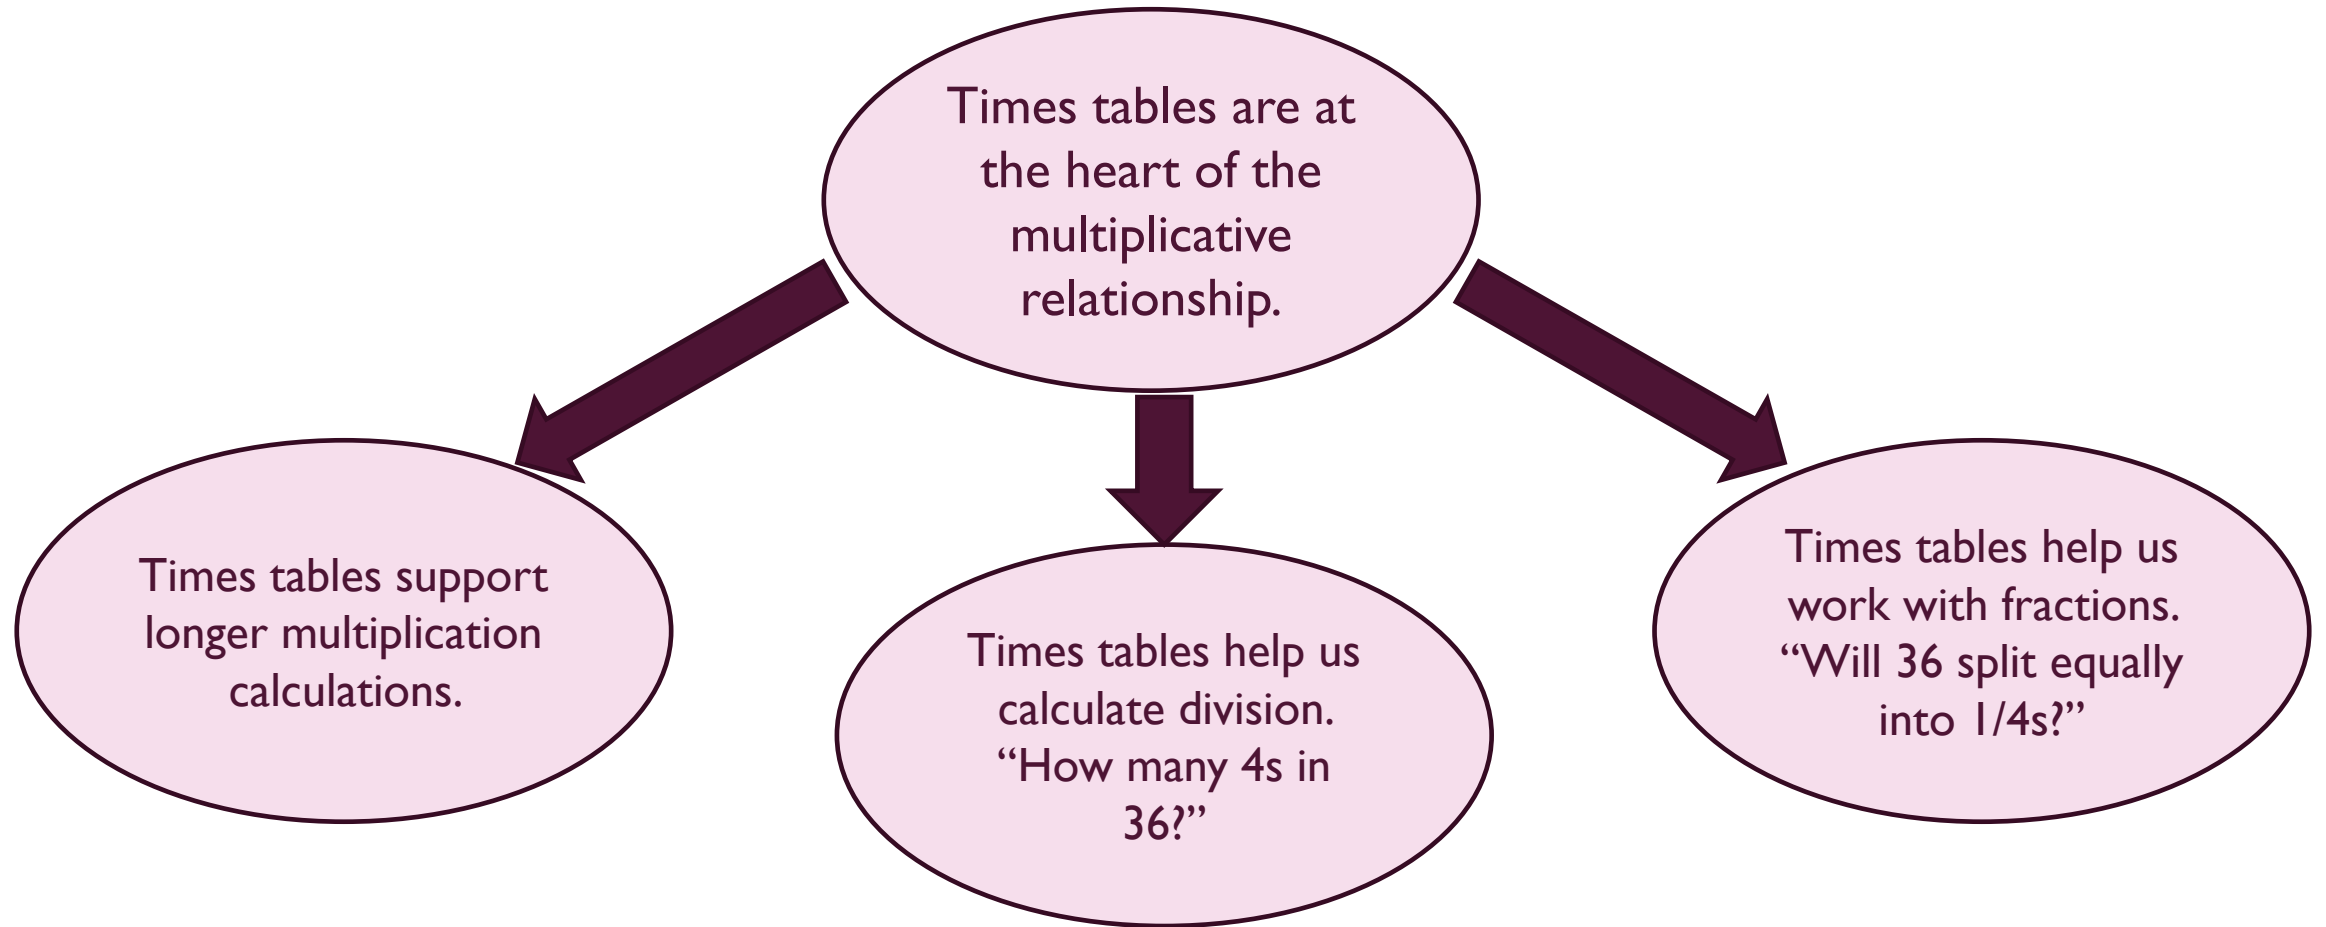 Times tables are at
the heart of the
multiplicative
relationship.
Times tables support
longer multiplication
calculations.
Times tables help us
calculate division.
“How many 4s in
36?”
Times tables help us
work with fractions.
“Will 36 split equally
into 1/4s?”